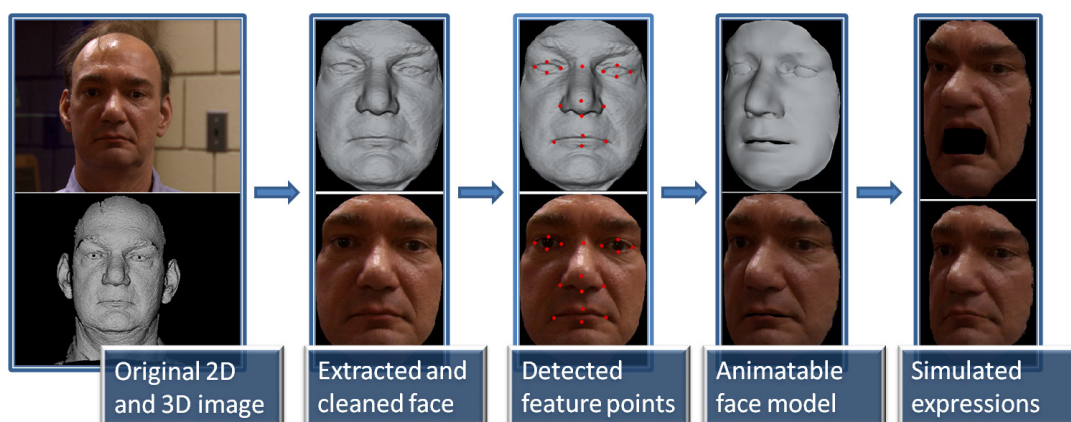 Original 2D
and 3D image
Extracted and
cleaned face
Detected
feature points
Animatable
face model
Simulated
expressions